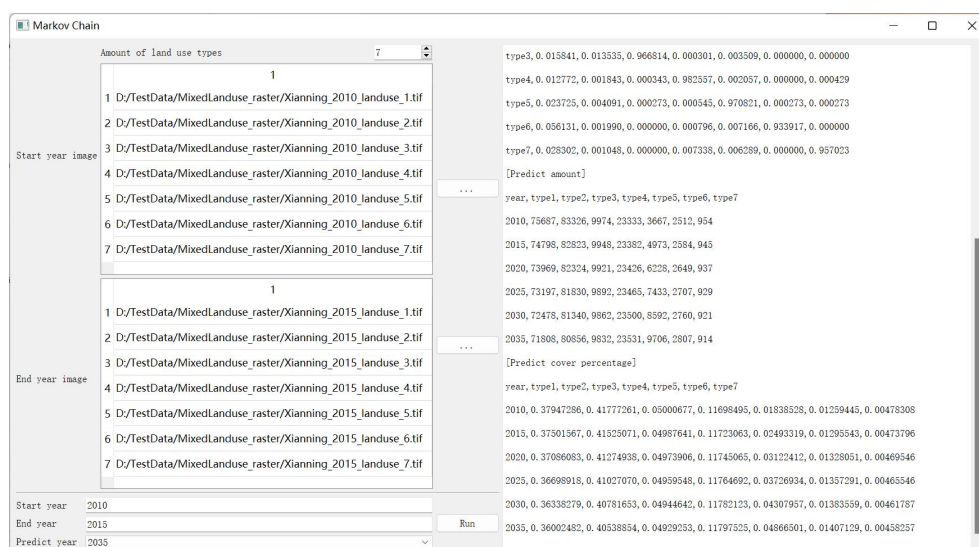 Markov Chain
Amount of land use types 7
1
Start year image
1 D:/TestData/MixedLanduse_raster/Xianning_2010_landuse_1.tif
2 D:/TestData/MixedLanduse_raster/Xianning_2010_landuse_2.tif
3 D:/TestData/MixedLanduse_raster/Xianning_2010_landuse_3.tif
4 D:/TestData/MixedLanduse_raster/Xianning_2010_landuse_4.tif
5 D:/TestData/MixedLanduse_raster/Xianning_2010_landuse_5.tif
6 D:/TestData/MixedLanduse_raster/Xianning_2010_landuse_6.tif
7 D:/TestData/MixedLanduse_raster/Xianning_2010_landuse_7.tif
...
1
End year image
1 D:/TestData/MixedLanduse_raster/Xianning_2015_landuse_1.tif
2 D:/TestData/MixedLanduse_raster/Xianning_2015_landuse_2.tif
3 D:/TestData/MixedLanduse_raster/Xianning_2015_landuse_3.tif
4 D:/TestData/MixedLanduse_raster/Xianning_2015_landuse_4.tif
5 D:/TestData/MixedLanduse_raster/Xianning_2015_landuse_5.tif
6 D:/TestData/MixedLanduse_raster/Xianning_2015_landuse_6.tif
7 D:/TestData/MixedLanduse_raster/Xianning_2015_landuse_7.tif
...
Start year 2010
End year 2015
Predict year 2035
Run
type3, 0.015841, 0.013535, 0.966814, 0.000301, 0.003509, 0.000000, 0.000000
type4, 0.012772, 0.001843, 0.000343, 0.982557, 0.002057, 0.000000, 0.000429
type5, 0.023725, 0.004091, 0.000273, 0.000545, 0.970821, 0.000273, 0.000273
type6, 0.056131, 0.001990, 0.000000, 0.000796, 0.007166, 0.933917, 0.000000
type7, 0.028302, 0.001048, 0.000000, 0.007338, 0.006289, 0.000000, 0.957023
[Predict amount]
year, type1, type2, type3, type4, type5, type6, type7
2010, 75687, 83326, 9974, 23333, 3667, 2512, 954
2015, 74798, 82823, 9948, 23382, 4973, 2584, 945
2020, 73969, 82324, 9921, 23426, 6228, 2649, 937
2025, 73197, 81830, 9892, 23465, 7433, 2707, 929
2030, 72478, 81340, 9862, 23500, 8592, 2760, 921
2035, 71808, 80856, 9832, 23531, 9706, 2807, 914
[Predict cover percentage]
year, type1, type2, type3, type4, type5, type6, type7
2010, 0.37947286, 0.41777261, 0.05000677, 0.11698495, 0.01838528, 0.01259445, 0.00478308
2015, 0.37501567, 0.41525071, 0.04987641, 0.11723063, 0.02493319, 0.01295543, 0.00473796
2020, 0.37086083, 0.41274938, 0.04973906, 0.11745065, 0.03122412, 0.01328051, 0.00469546
2025, 0.36698918, 0.41027070, 0.04959548, 0.11764692, 0.03726934, 0.01357291, 0.00465546
2030, 0.36338279, 0.40781653, 0.04944642, 0.11782123, 0.04307957, 0.01383559, 0.00461787
2035, 0.36002482, 0.40538854, 0.04929253, 0.11797525, 0.04866501, 0.01407129, 0.00458257